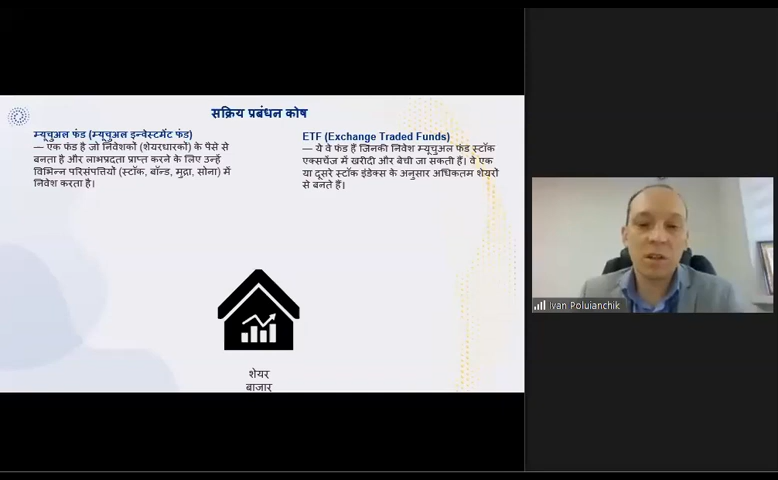 सक्रिय प्रबंधन कोष
म्यूचुअल फंड (म्यूचुअल इन्वेस्टमेंट फंड)
— एक फंड है जो निवेशकों (शेयरधारकों) के पैसे से
बनता है और लाभप्रदता प्राप्त करने के लिए उन्हें
विभिन्न परिसंपत्तियों (स्टॉक, बॉन्ड, मुद्रा, सोना) में
निवेश करता है।
ETF (Exchange Traded Funds)
— ये वे फंड हैं जिनकी निवेश म्यूचुअल फंड स्टॉक
एक्सचेंज में खरीदी और बेची जा सकती हैं। वे एक
या दूसरे स्टॉक इंडेक्स के अनुसार अधिकतम शेयरों
से बनते हैं।
शेयर
बाजार
Ivan Poluianchik